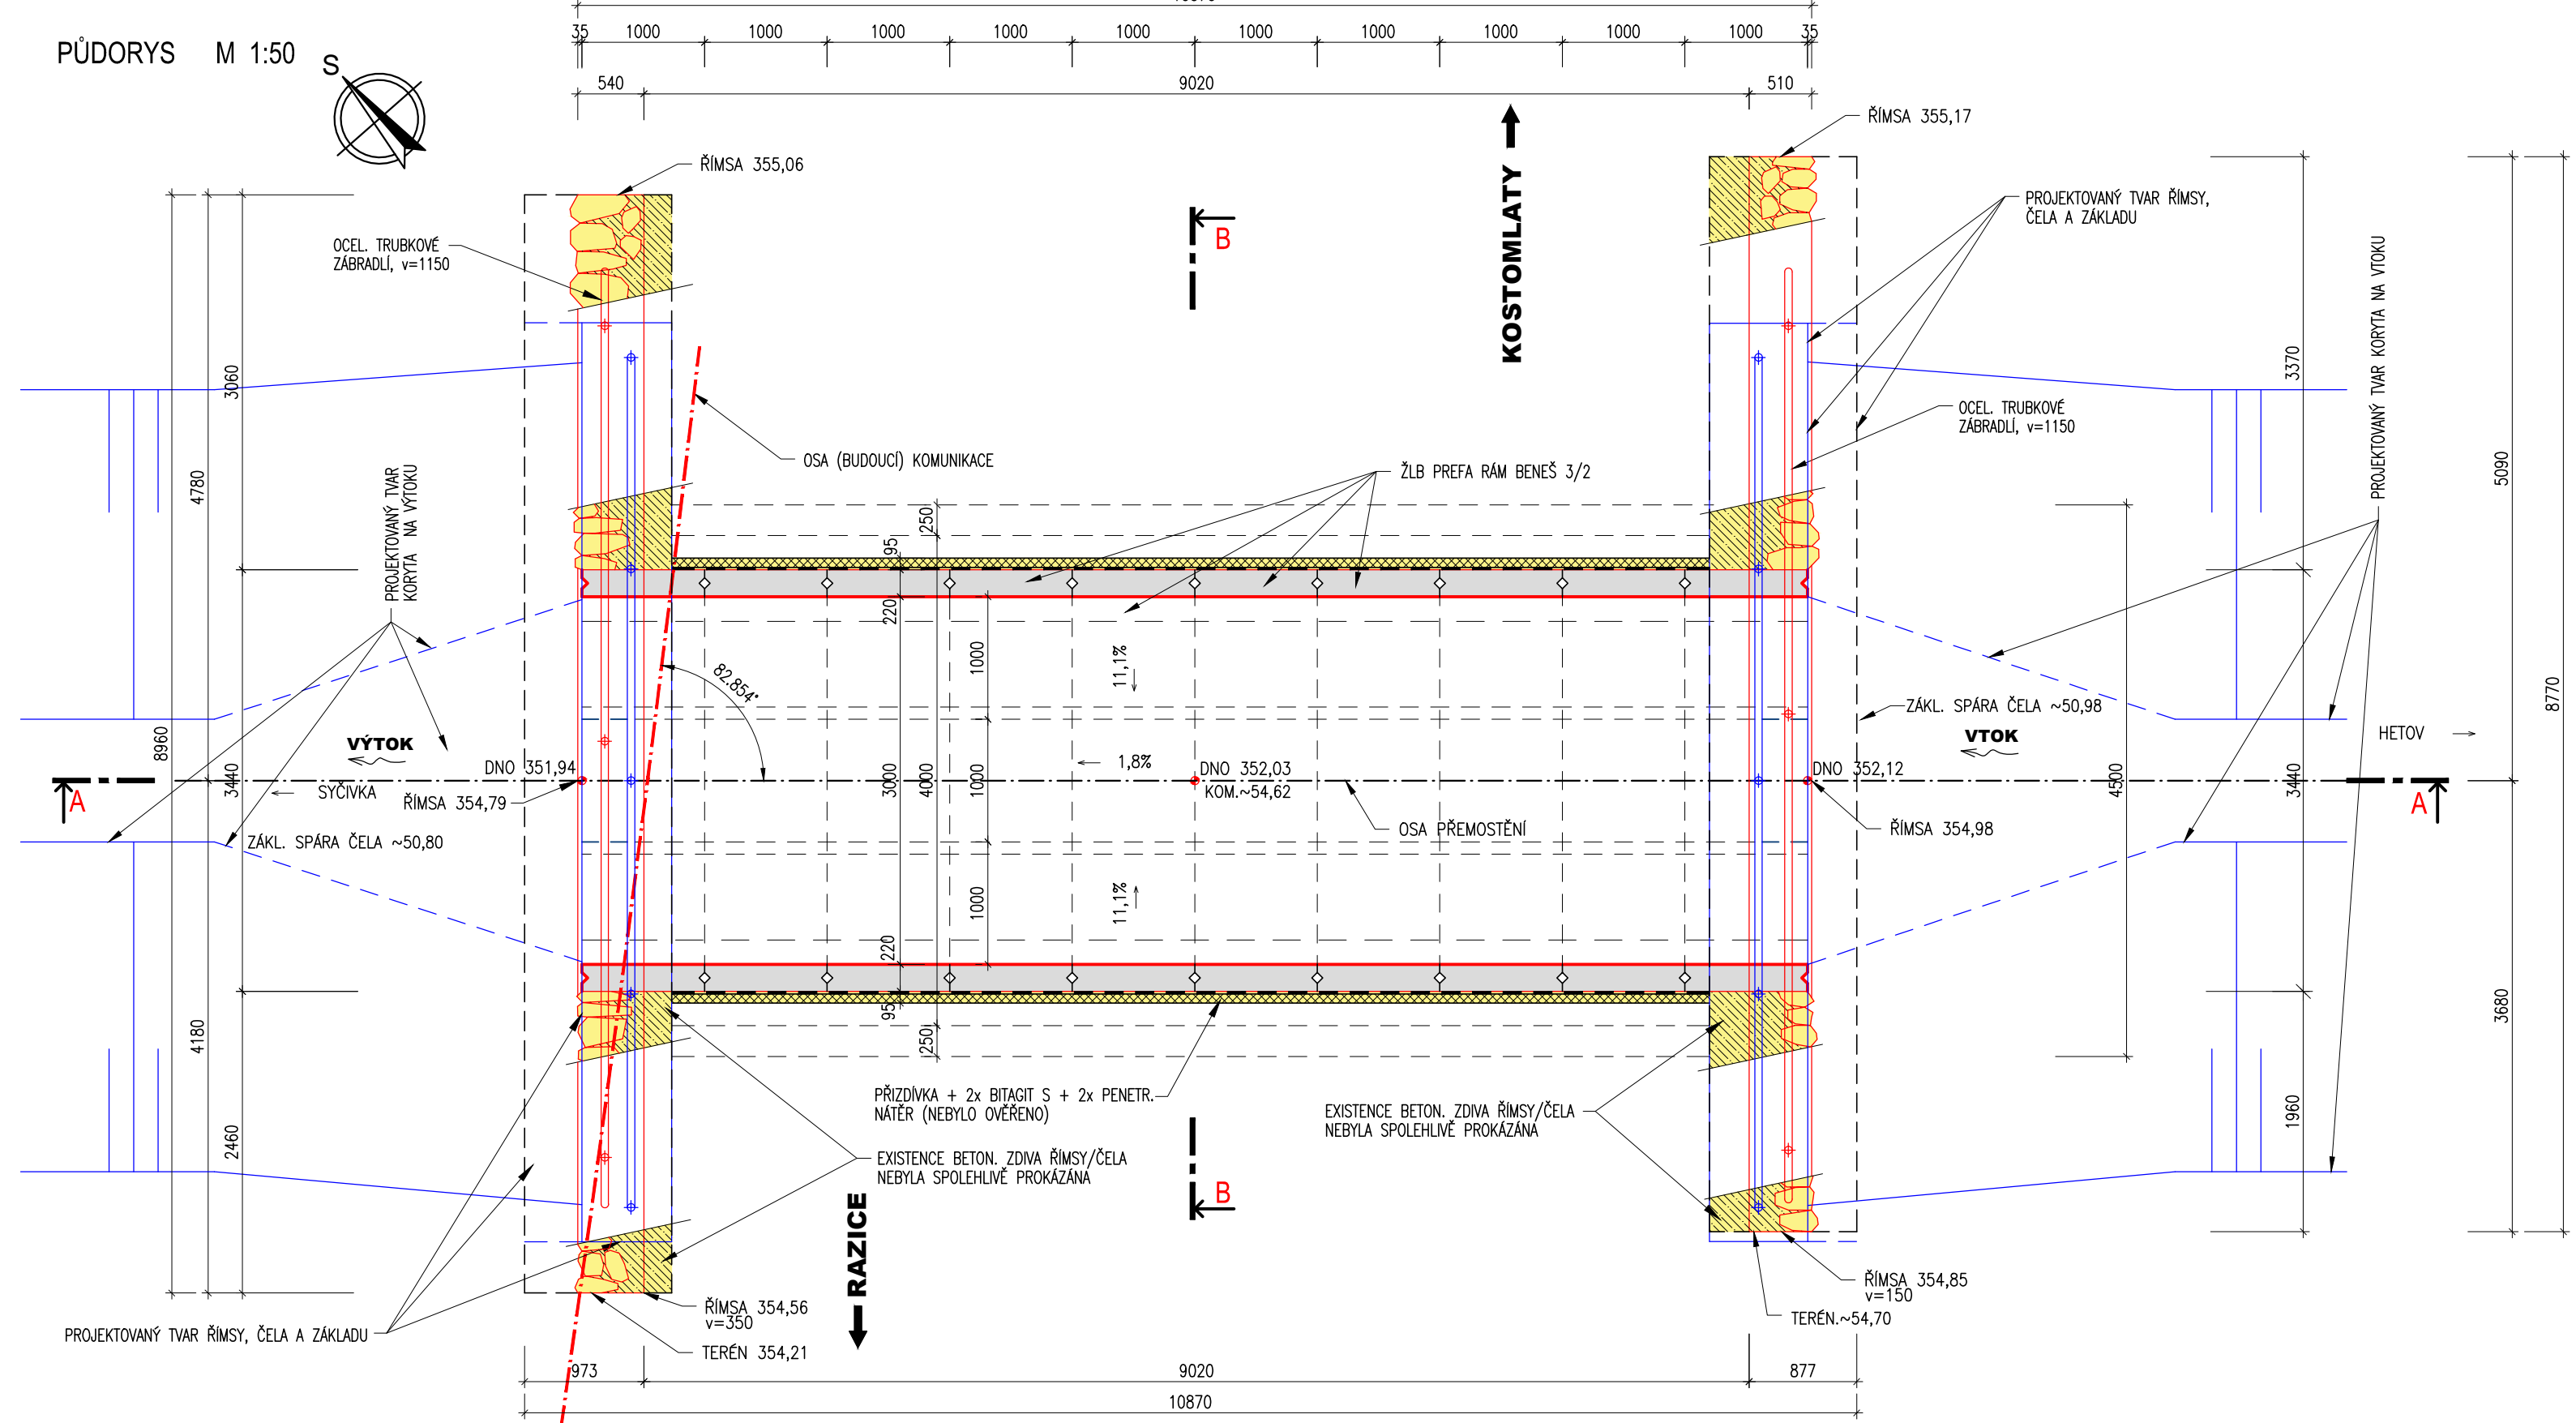 PŮDORYS M 1:50
S
35 1000 1000 1000 1000 1000 1000 1000 1000 1000 1000 35
540 9020 510
ŘÍMSA 355,06
ŘÍMSA 355,17
OCEL. TRUBKOVÉ
ZÁBRADLÍ, v=1150
B
KOSTOMLATY
PROJEKTOVANÝ TVAR ŘÍMSY,
ČELA A ZÁKLADU
PROJEKTOVANÝ TVAR KORYTA NA VTOKU
OSA (BUDOUCÍ) KOMUNIKACE
ŽLB PREFA RÁM BENEŠ 3/2
OCEL. TRUBKOVÉ
ZÁBRADLÍ, v=1150
PROJEKTOVANÝ TVAR
KORYTA NA VÝTOKU
3060
4780
8960
3440
4180
2460
250
95
220
1000
3000
4000
1000
1000
220
95
250
11,1%
11,1%
82.854°
1,8%
VÝTOK
SYČIVKA
A
DNO 351,94
ŘÍMSA 354,79
ZÁKL. SPÁRA ČELA ~50,80
DNO 352,03
KOM.~54,62
OSA PŘEMOSTĚNÍ
DNO 352,12
ŘÍMSA 354,98
ZÁKL. SPÁRA ČELA ~50,98
VTOK
HETOV
A
3370
5090
8770
4500
3440
3680
1960
PŘIZDÍVKA + 2x BITAGIT S + 2x PENETR.
NÁTĚR (NEBYLO OVĚŘENO)
EXISTENCE BETON. ZDIVA ŘÍMSY/ČELA
NEBYLA SPOLEHLIVĚ PROKÁZÁNA
EXISTENCE BETON. ZDIVA ŘÍMSY/ČELA
NEBYLA SPOLEHLIVĚ PROKÁZÁNA
B
RAZICE
ŘÍMSA 354,56
v=350
TERÉN 354,21
ŘÍMSA 354,85
v=150
TERÉN.~54,70
PROJEKTOVANÝ TVAR ŘÍMSY, ČELA A ZÁKLADU
973 9020 877
10870